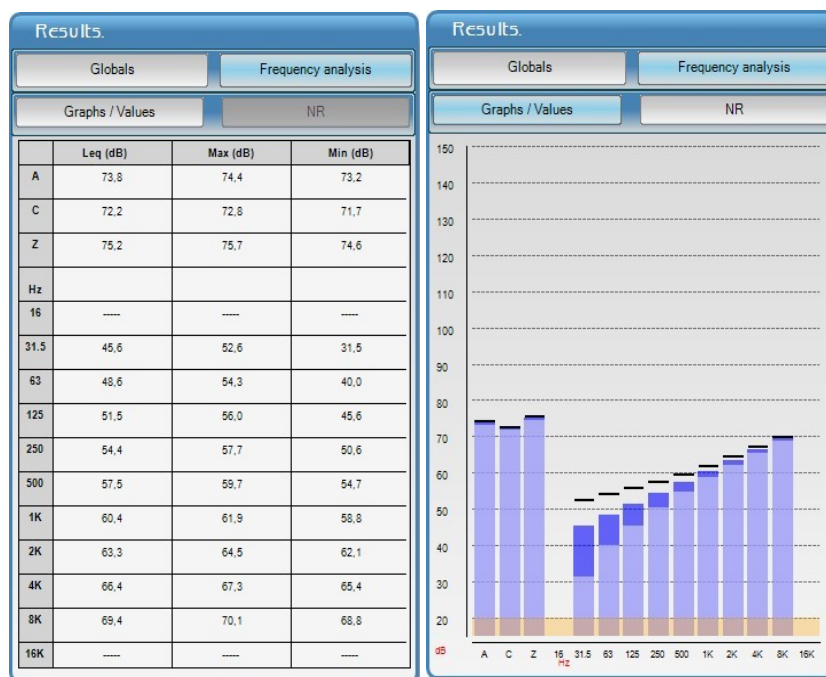 Results.
Globals Frequency analysis
Graphs / Values NR
Leq (dB) Max (dB) Min (dB)
A 73,8 74,4 73,2
C 72,2 72,8 71,7
Z 75,2 75,7 74,6
Hz
16 ----- ----- -----
31.5 45,6 52,6 31,5
63 48,6 54,3 40,0
125 51,5 56,0 45,6
250 54,4 57,7 50,6
500 57,5 59,7 54,7
1K 60,4 61,9 58,8
2K 63,3 64,5 62,1
4K 66,4 67,3 65,4
8K 69,4 70,1 68,8
16K ----- ----- -----
Results.
Globals Frequency analysis
Graphs / Values NR
150
140
130
120
110
100
90
80
70
60
50
40
30
20
dB A C Z 16 31.5 63 125 250 500 1K 2K 4K 8K 16K
Hz